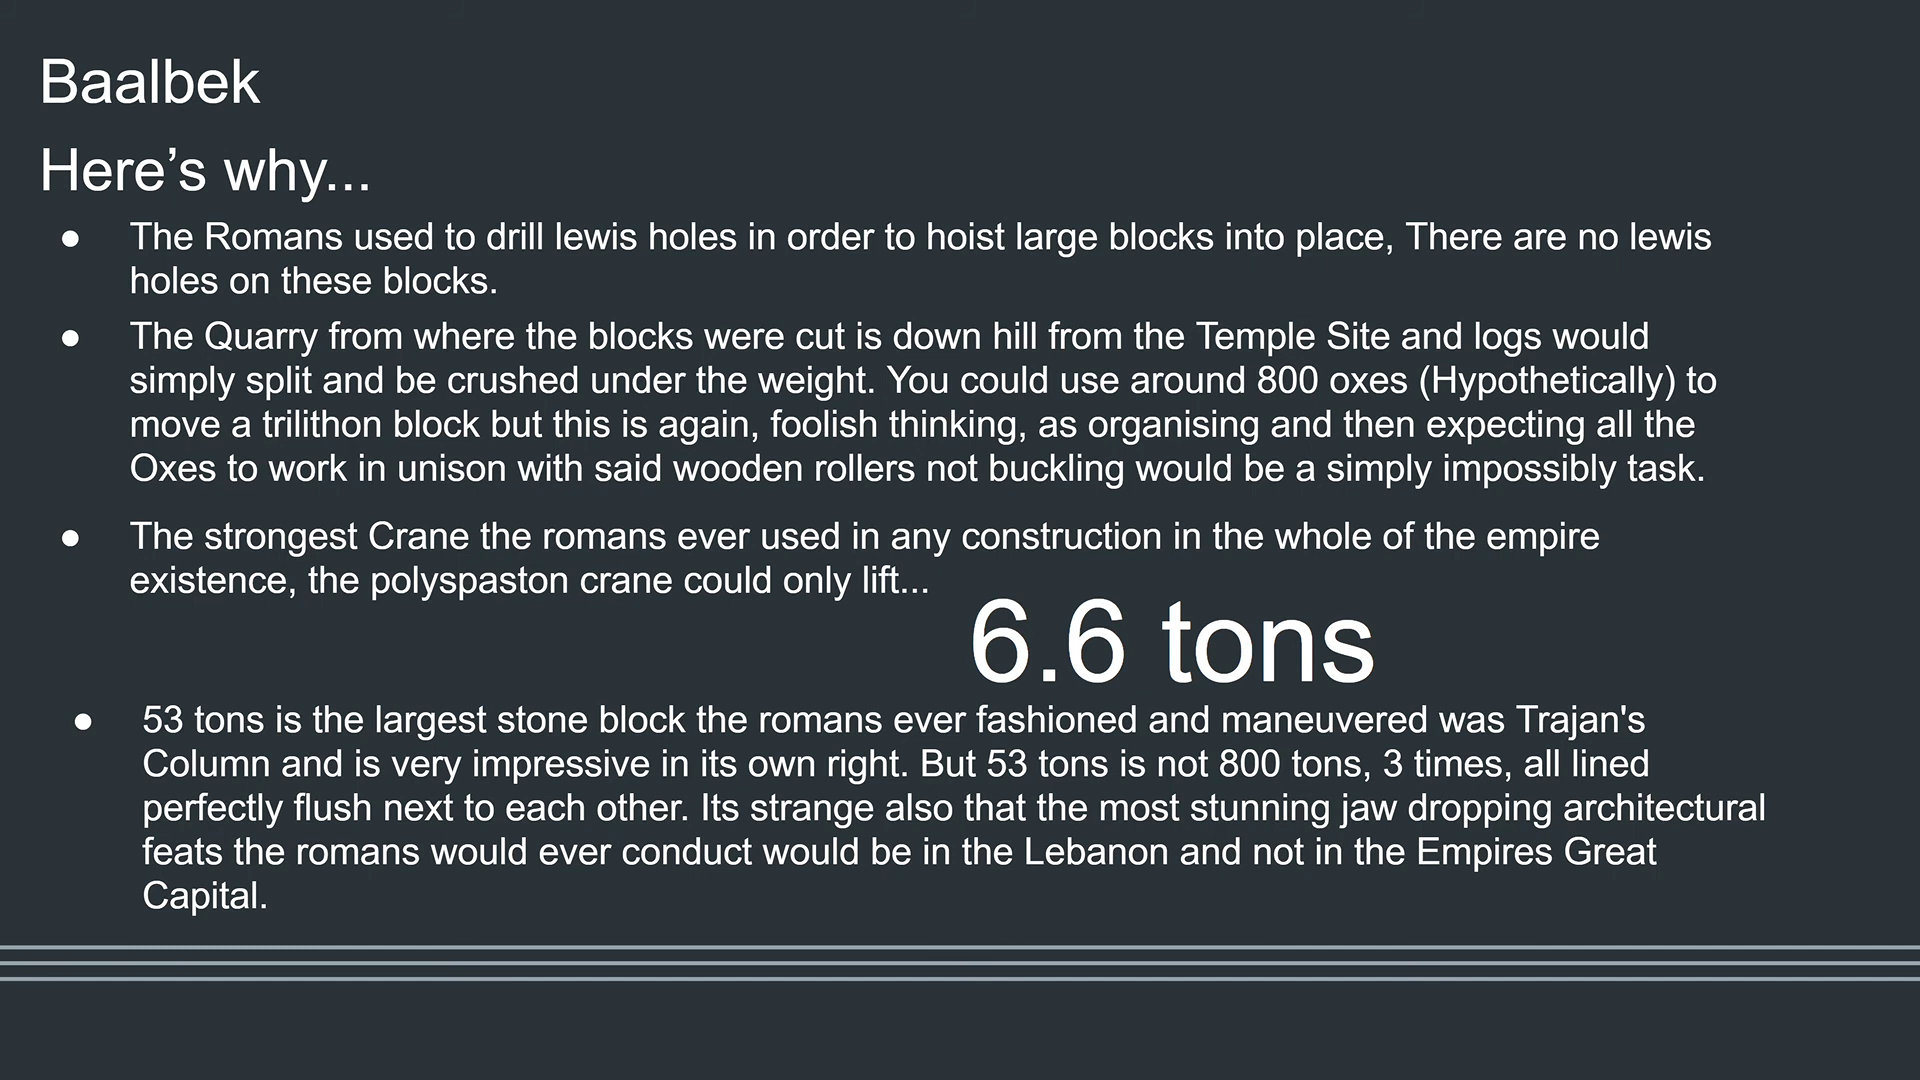 Baalbek
Here’s why...
● The Romans used to drill lewis holes in order to hoist large blocks into place, There are no lewis
holes on these blocks.
● The Quarry from where the blocks were cut is down hill from the Temple Site and logs would
simply split and be crushed under the weight. You could use around 800 oxes (Hypothetically) to
move a trilithon block but this is again, foolish thinking, as organising and then expecting all the
Oxes to work in unison with said wooden rollers not buckling would be a simply impossibly task.
● The strongest Crane the romans ever used in any construction in the whole of the empire
existence, the polyspaston crane could only lift...
6.6 tons
● 53 tons is the largest stone block the romans ever fashioned and maneuvered was Trajan's
Column and is very impressive in its own right. But 53 tons is not 800 tons, 3 times, all lined
perfectly flush next to each other. Its strange also that the most stunning jaw dropping architectural
feats the romans would ever conduct would be in the Lebanon and not in the Empires Great
Capital.